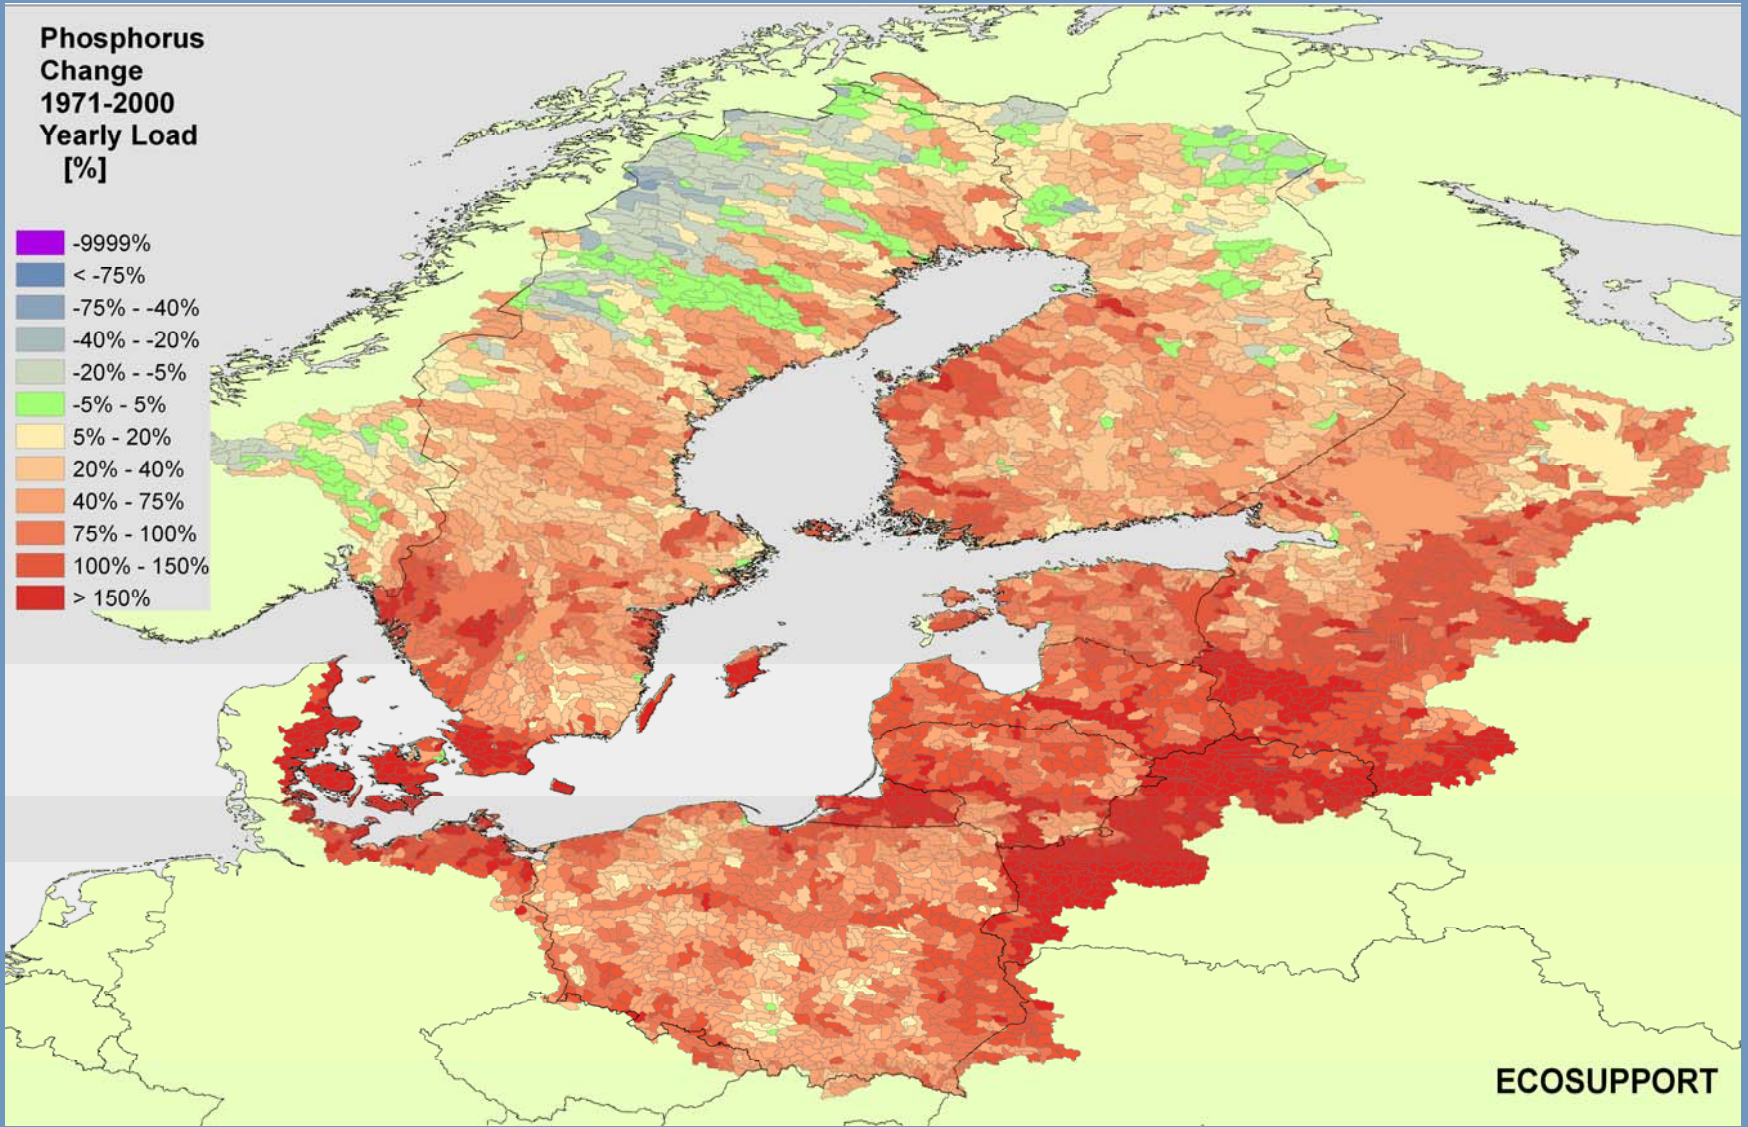 Phosphorus
Change
1971-2000
Yearly Load
[%]
-9999%
< -75%
-75% - -40%
-40% - -20%
-20% - -5%
-5% - 5%
5% - 20%
20% - 40%
40% - 75%
75% - 100%
100% - 150%
> 150%
ECOSUPPORT